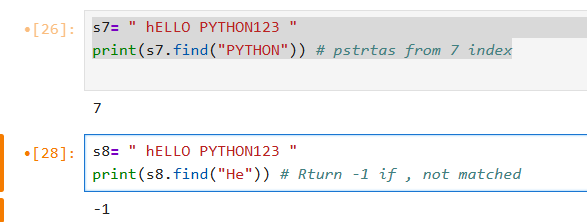 •[26]: s7= " hELLO PYTHON123 "
print(s7.find("PYTHON")) # pstrtas from 7 index
7
•[28]: s8= " hELLO PYTHON123 "
print(s8.find("He")) # Rturn -1 if , not matched
-1